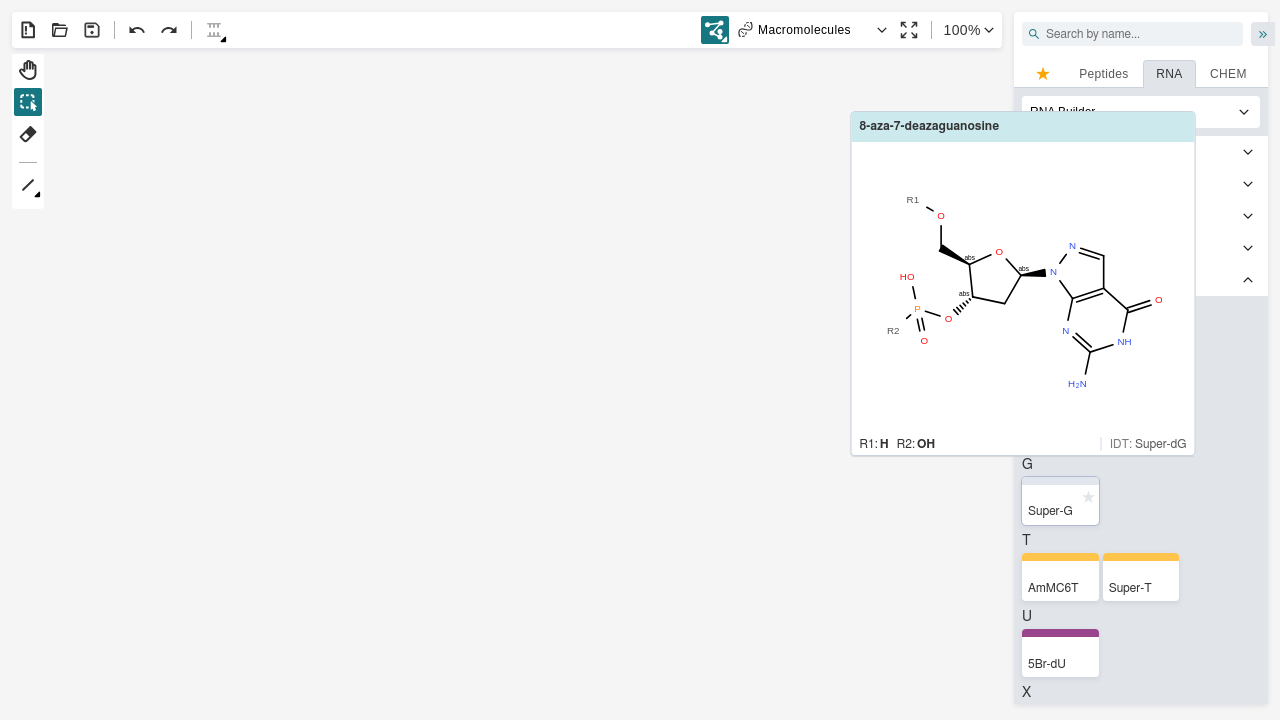 Macromolecules
100%
Search by name...
Peptides
RNA
CHEM
RNA Builder
8-aza-7-deazaguanosine
R1
O
abs
O
abs
N
N
HO
abs
P
O
R2
O
O
N
NH
H2N
R1: H R2: OH
IDT: Super-dG
G
Super-G
T
AmMC6T
Super-T
U
5Br-dU
X